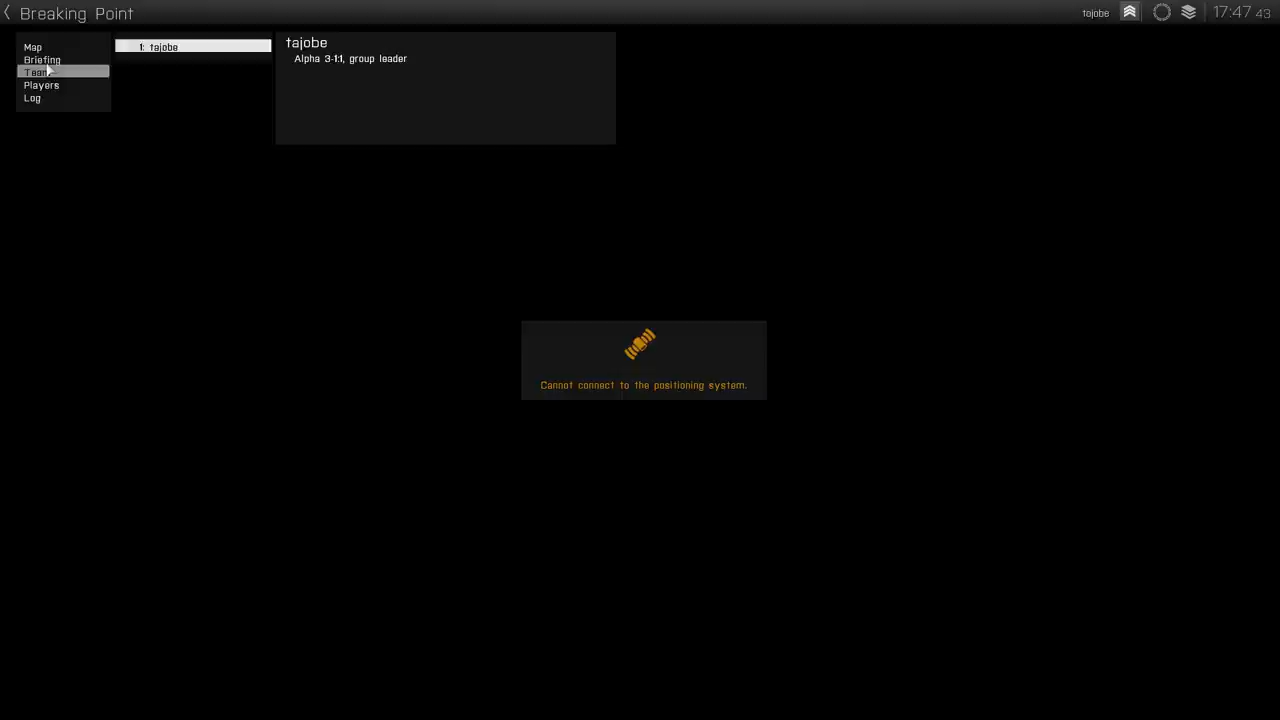 Breaking Point
tajobe
17:47 43
Map
Briefing
Team
Players
Log
1: tajobe
tajobe
Alpha 3-1:1, group leader
Cannot connect to the positioning system.